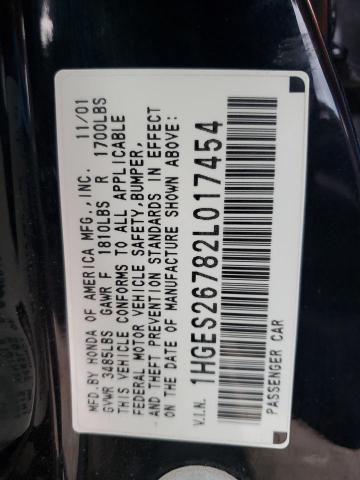 MFD.BY HONDA OF AMERICA MFG.,INC. 11/01
GVWR 3485LBS GAWR F 1810LBS R 1700LBS
THIS VEHICLE CONFORMS TO ALL APPLICABLE
FEDERAL MOTOR VEHICLE SAFETY,BUMPER,
AND THEFT PREVENTION STANDARDS IN EFFECT
ON THE DATE OF MANUFACTURE SHOWN ABOVE.
V.I.N. 1HGES26782L017454
PASSENGER CAR